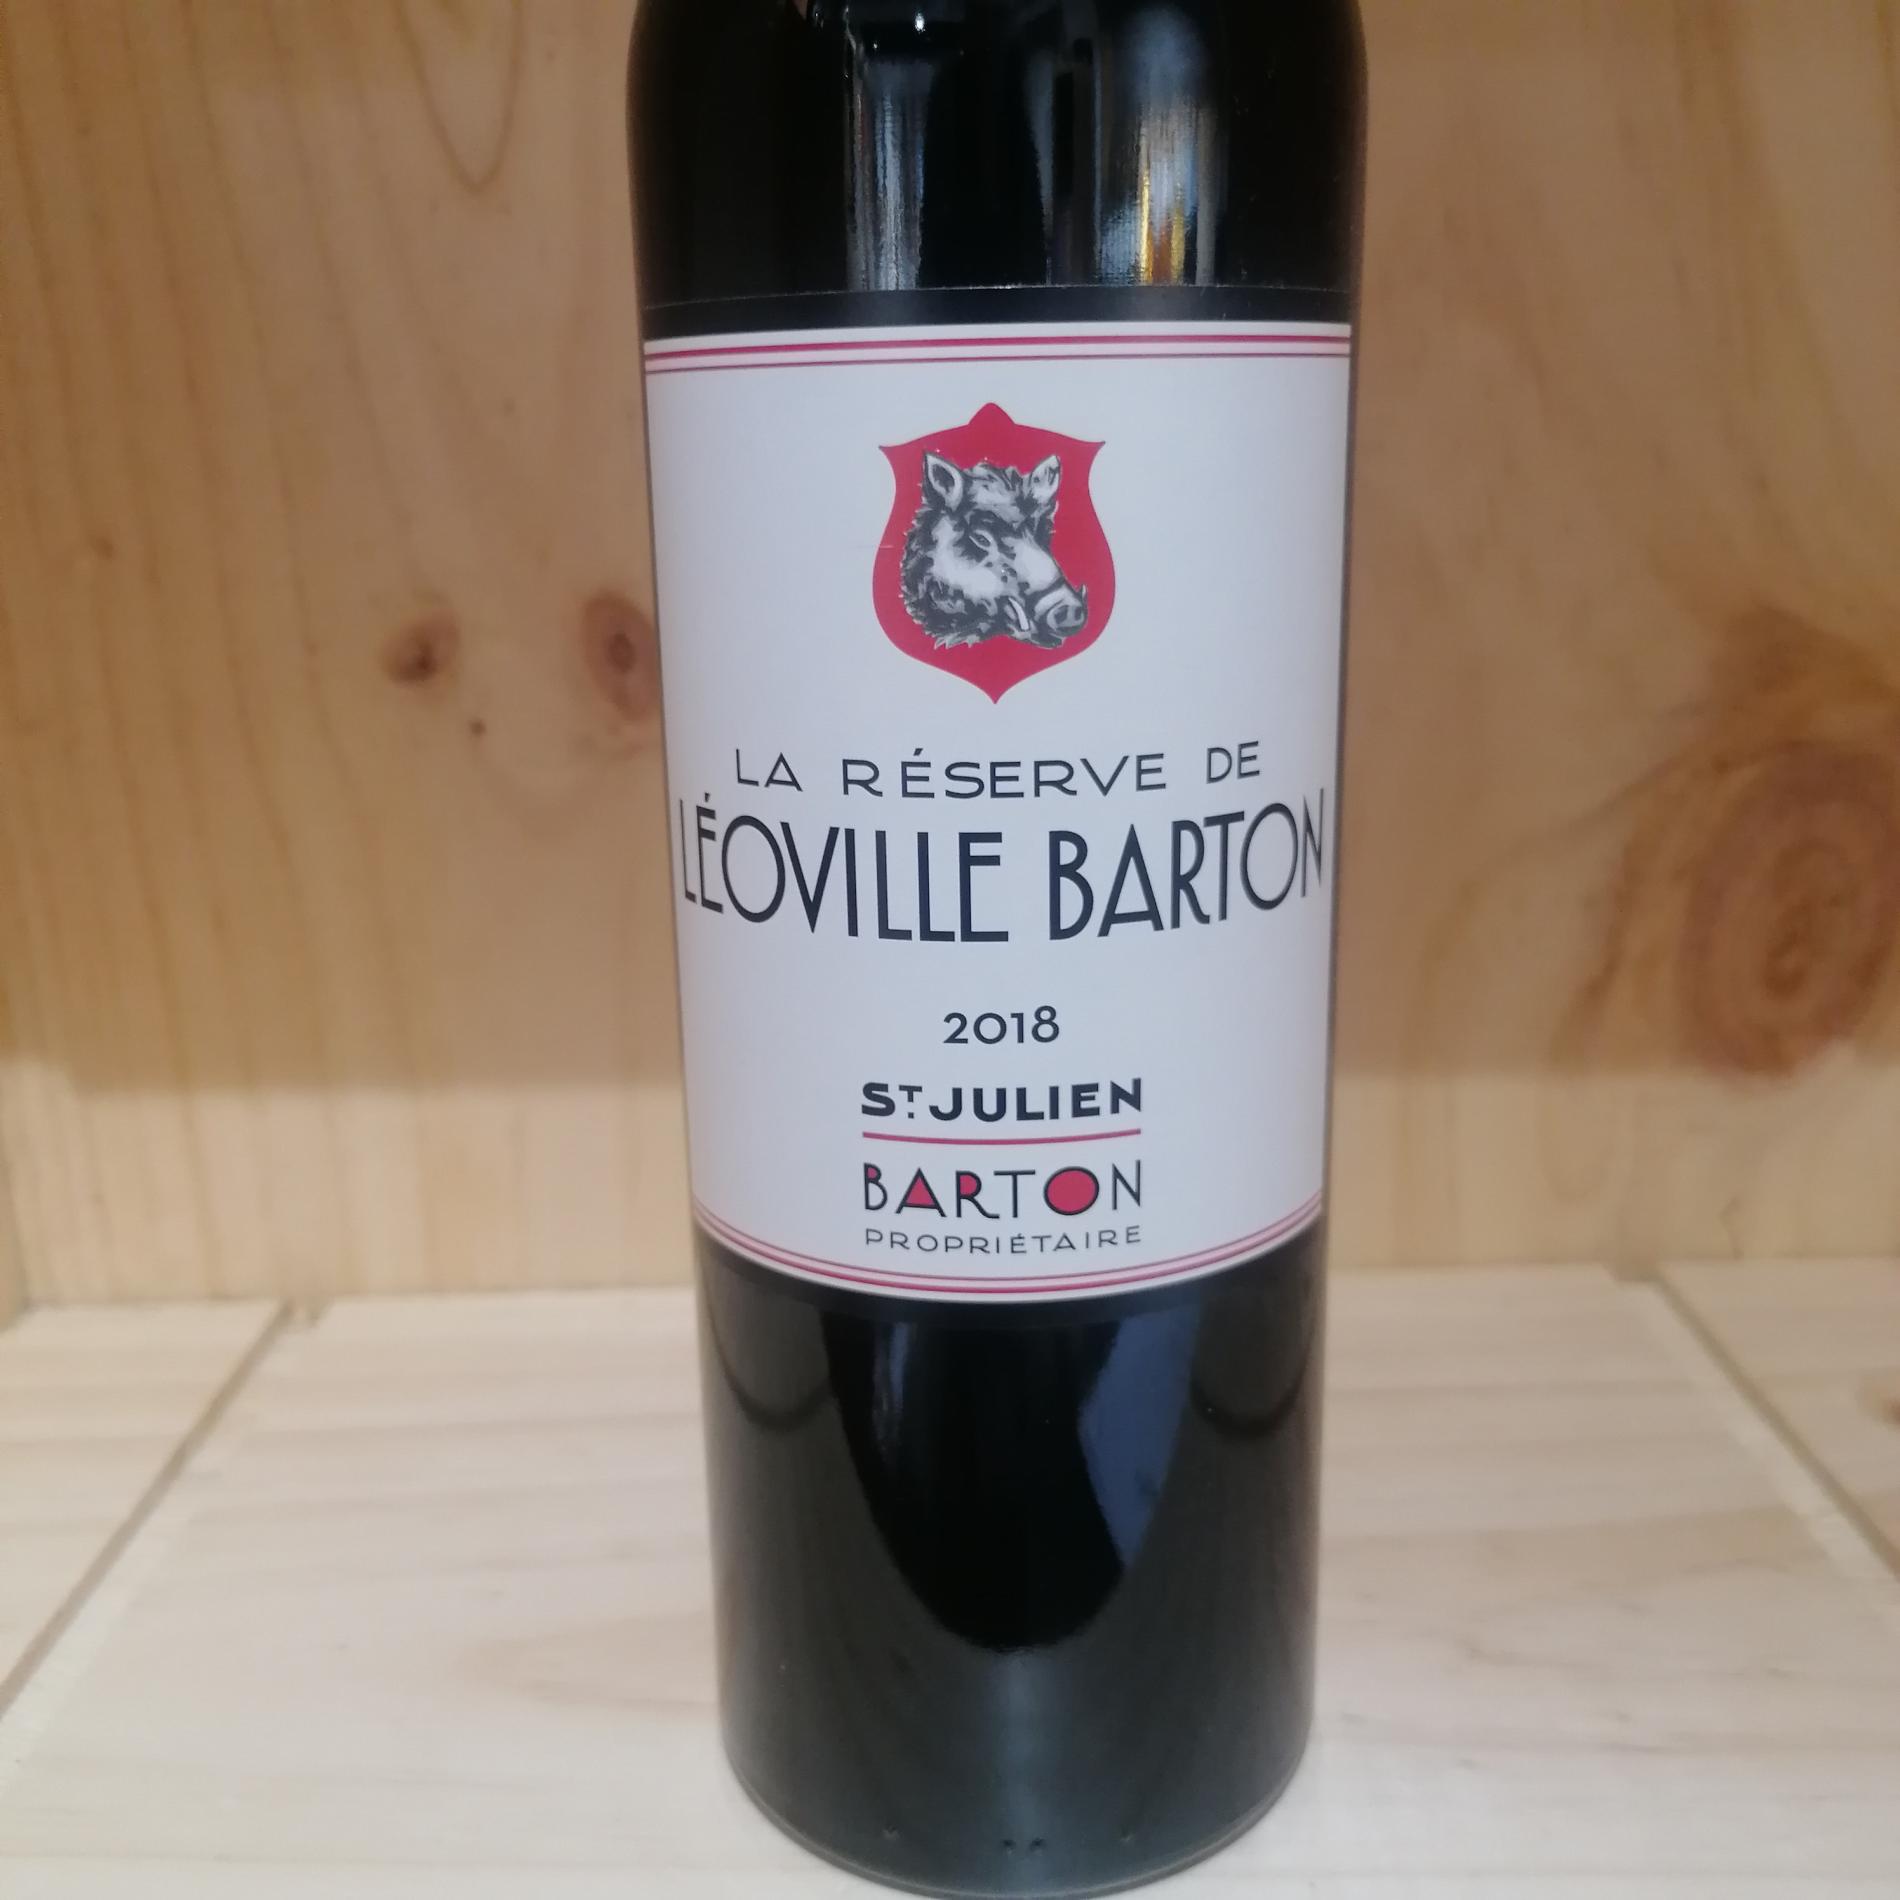 LA RÉSERVE DE
LÉOVILLE BARTON
2018
ST. JULIEN
BARTON
PROPRIÉTAIRE